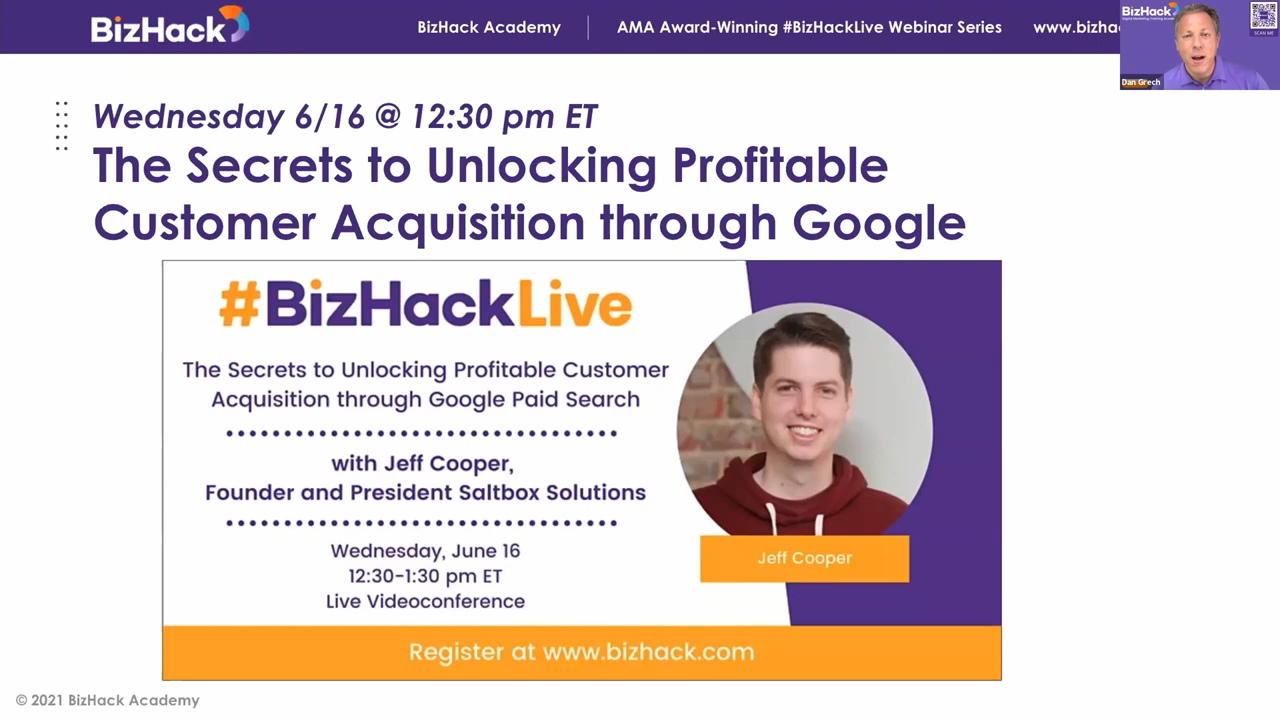 BizHack
BizHack Academy
AMA Award-Winning #BizHackLive Webinar Series
www.bizha
BizHack
SCAN ME
Dan Grech
Wednesday 6/16 @ 12:30 pm ET
The Secrets to Unlocking Profitable
Customer Acquisition through Google
#BizHackLive
The Secrets to Unlocking Profitable Customer
Acquisition through Google Paid Search
with Jeff Cooper,
Founder and President Saltbox Solutions
Wednesday, June 16
12:30-1:30 pm ET
Live Videoconference
Jeff Cooper
Register at www.bizhack.com
© 2021 BizHack Academy